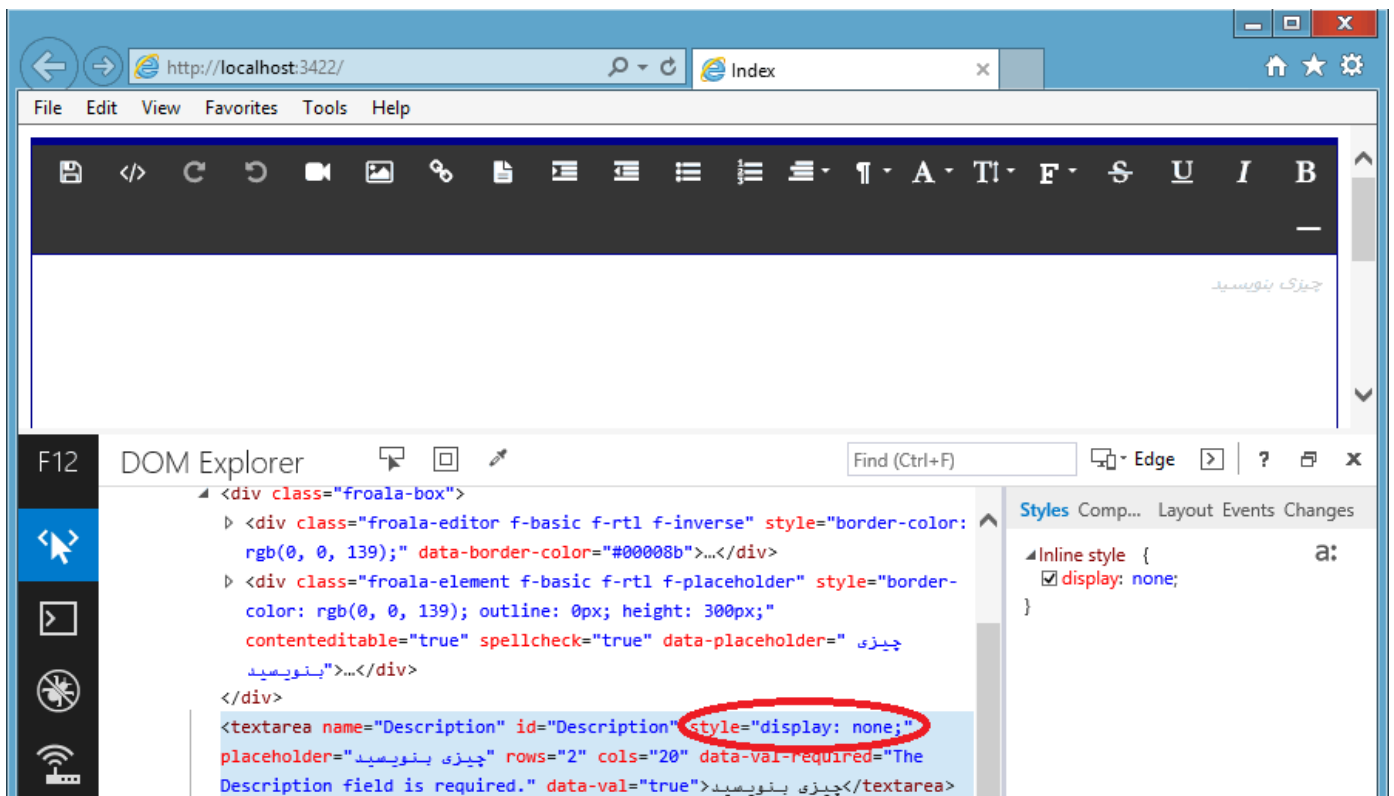 http://localhost:3422/
Index
File Edit View Favorites Tools Help
</> ¶ A TI F S U I B
چیزی بنویسید
F12 DOM Explorer Find (Ctrl+F) Edge ?
<div class="froala-box">
<div class="froala-editor f-basic f-rtl f-inverse" style="border-color:
rgb(0, 0, 139);" data-border-color="#00008b">…</div>
<div class="froala-element f-basic f-rtl f-placeholder" style="border-
color: rgb(0, 0, 139); outline: 0px; height: 300px;"
contenteditable="true" spellcheck="true" data-placeholder=" چیزی
بنویسید">…</div>
</div>
<textarea name="Description" id="Description" style="display: none;"
placeholder="چیزی بنویسید" rows="2" cols="20" data-val-required="The
Description field is required." data-val="true">چیزی بنویسید</textarea>
Styles Comp... Layout Events Changes
Inline style {
a:
display: none;
}